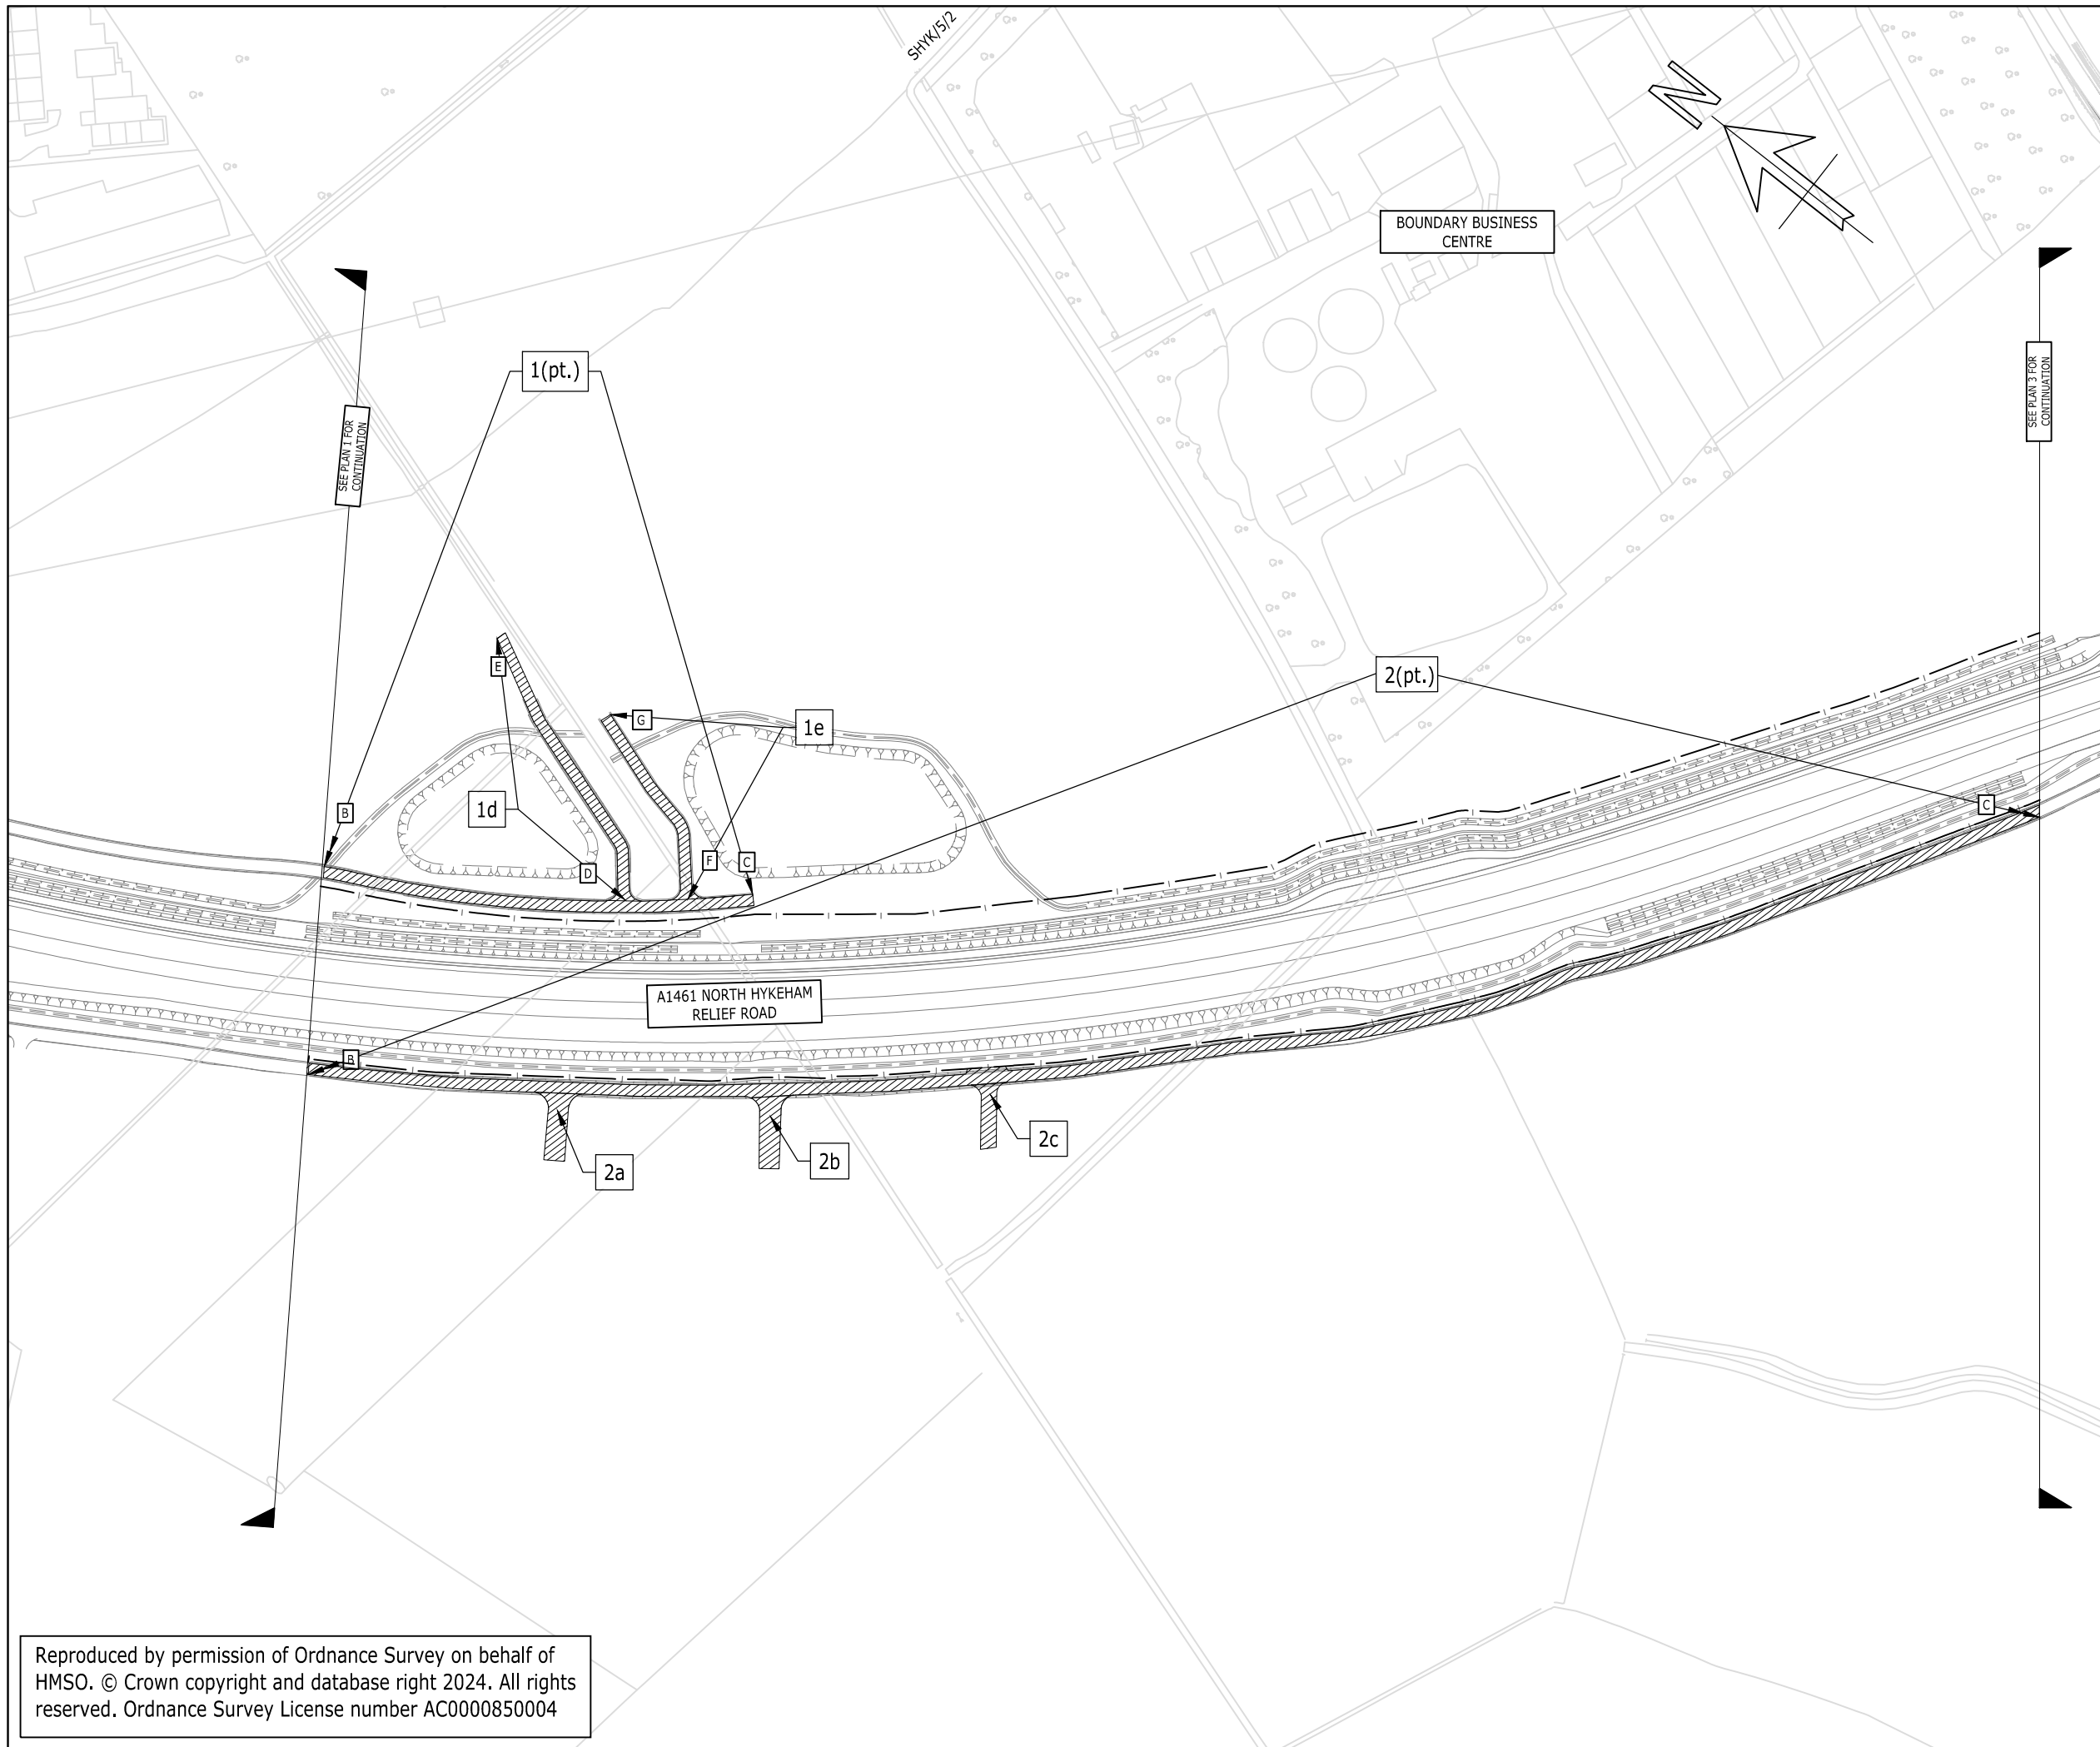 SHYK/5/2
N
BOUNDARY BUSINESS
CENTRE
SEE PLAN 3 FOR
CONTINUATION
1(pt.)
SEE PLAN 1 FOR
CONTINUATION
E
2(pt.)
G
1e
B
1d
C
F
C
D
A1461 NORTH HYKEHAM
RELIEF ROAD
B
2c
2b
2a
Reproduced by permission of Ordnance Survey on behalf of
HMSO. © Crown copyright and database right 2024. All rights
reserved. Ordnance Survey License number AC0000850004